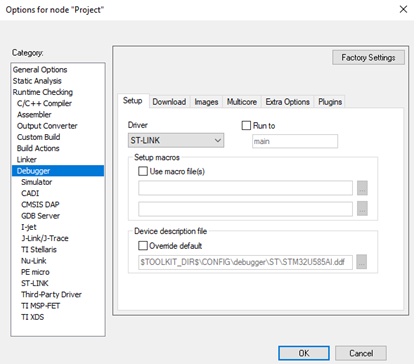 Options for node "Project"
Category:
General Options
Static Analysis
Runtime Checking
C/C++ Compiler
Assembler
Output Converter
Custom Build
Build Actions
Linker
Debugger
Simulator
CADI
CMSIS DAP
GDB Server
I-jet
J-Link/J-Trace
TI Stellaris
Nu-Link
PE micro
ST-LINK
Third-Party Driver
TI MSP-FET
TI XDS
Factory Settings
Setup Download Images Multicore Extra Options Plugins
Driver
ST-LINK
Run to
main
Setup macros
Use macro file(s)
...
...
Device description file
Override default
$TOOLKIT_DIR$\CONFIG\debugger\ST\STM32U585AI.ddf
...
OK Cancel